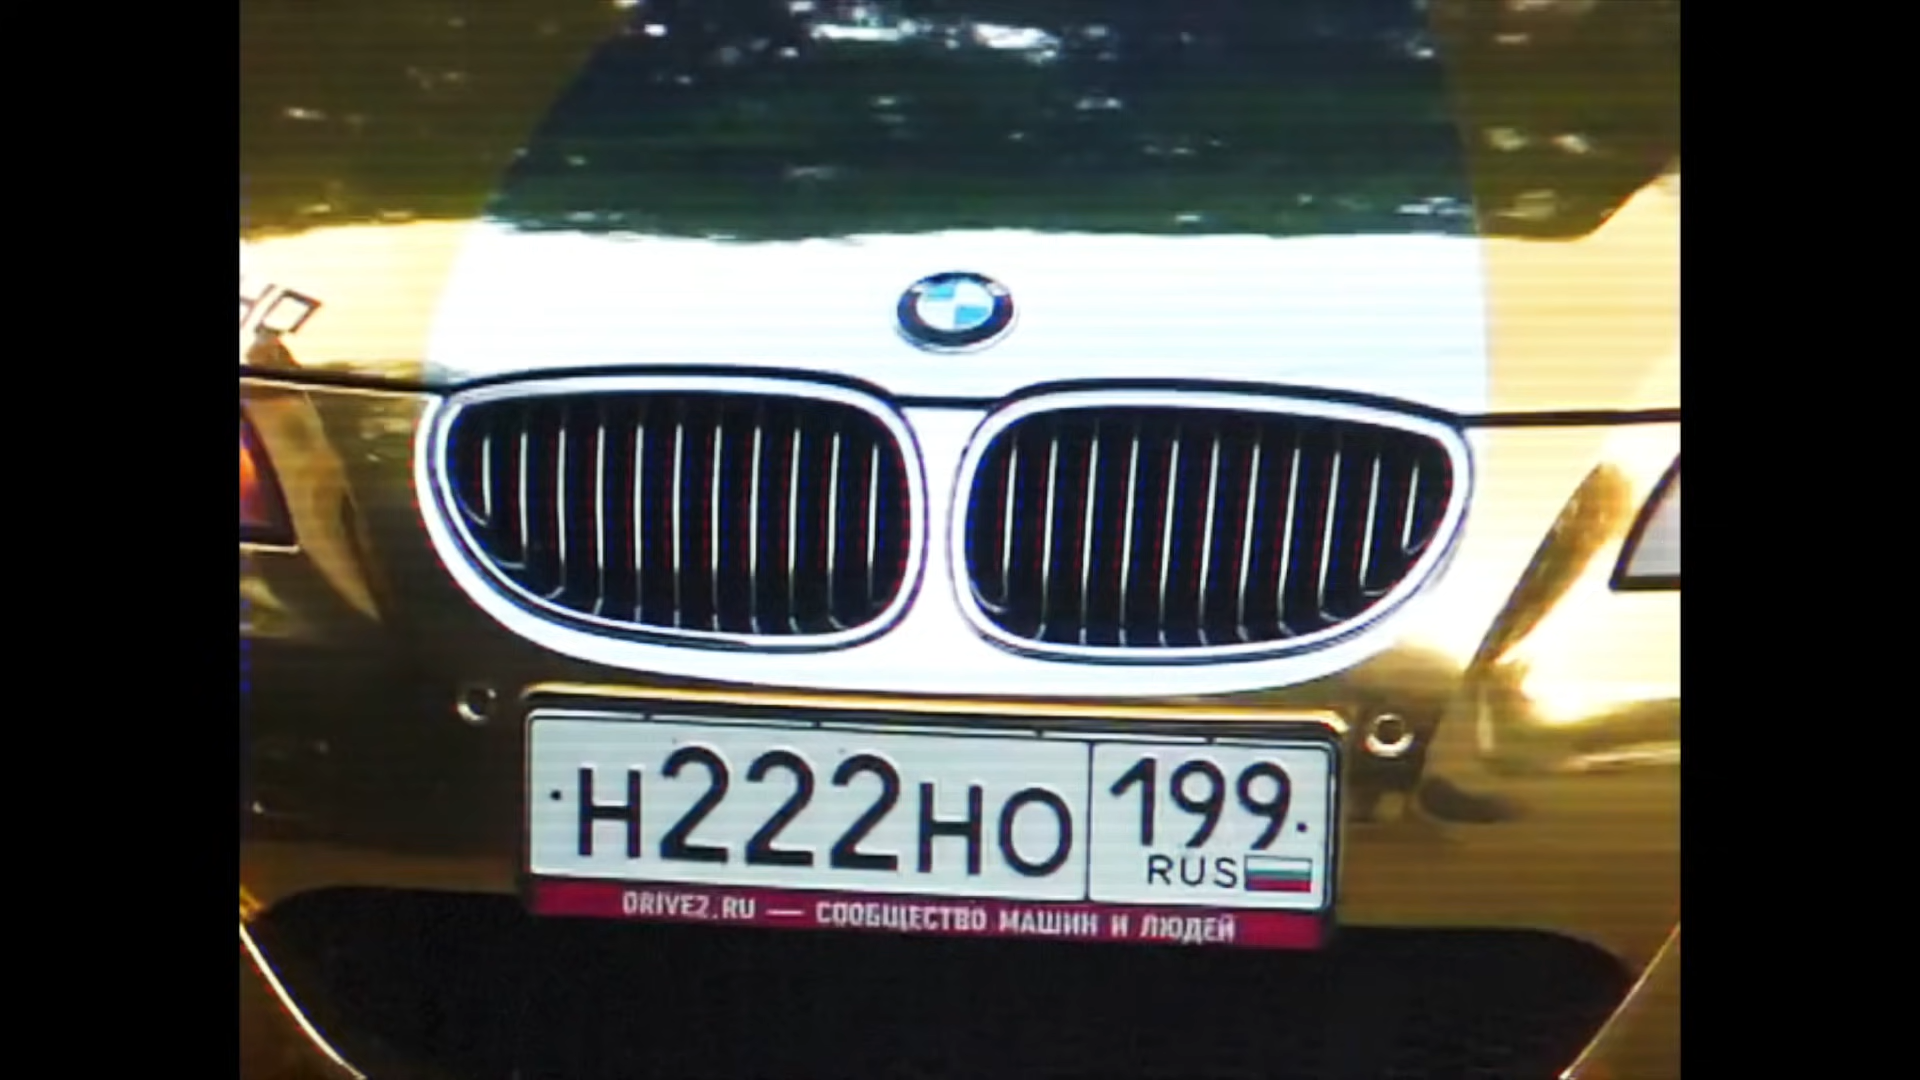 Н222НО 199
RUS
DRIVE2.RU — СООБЩЕСТВО МАШИН И ЛЮДЕЙ